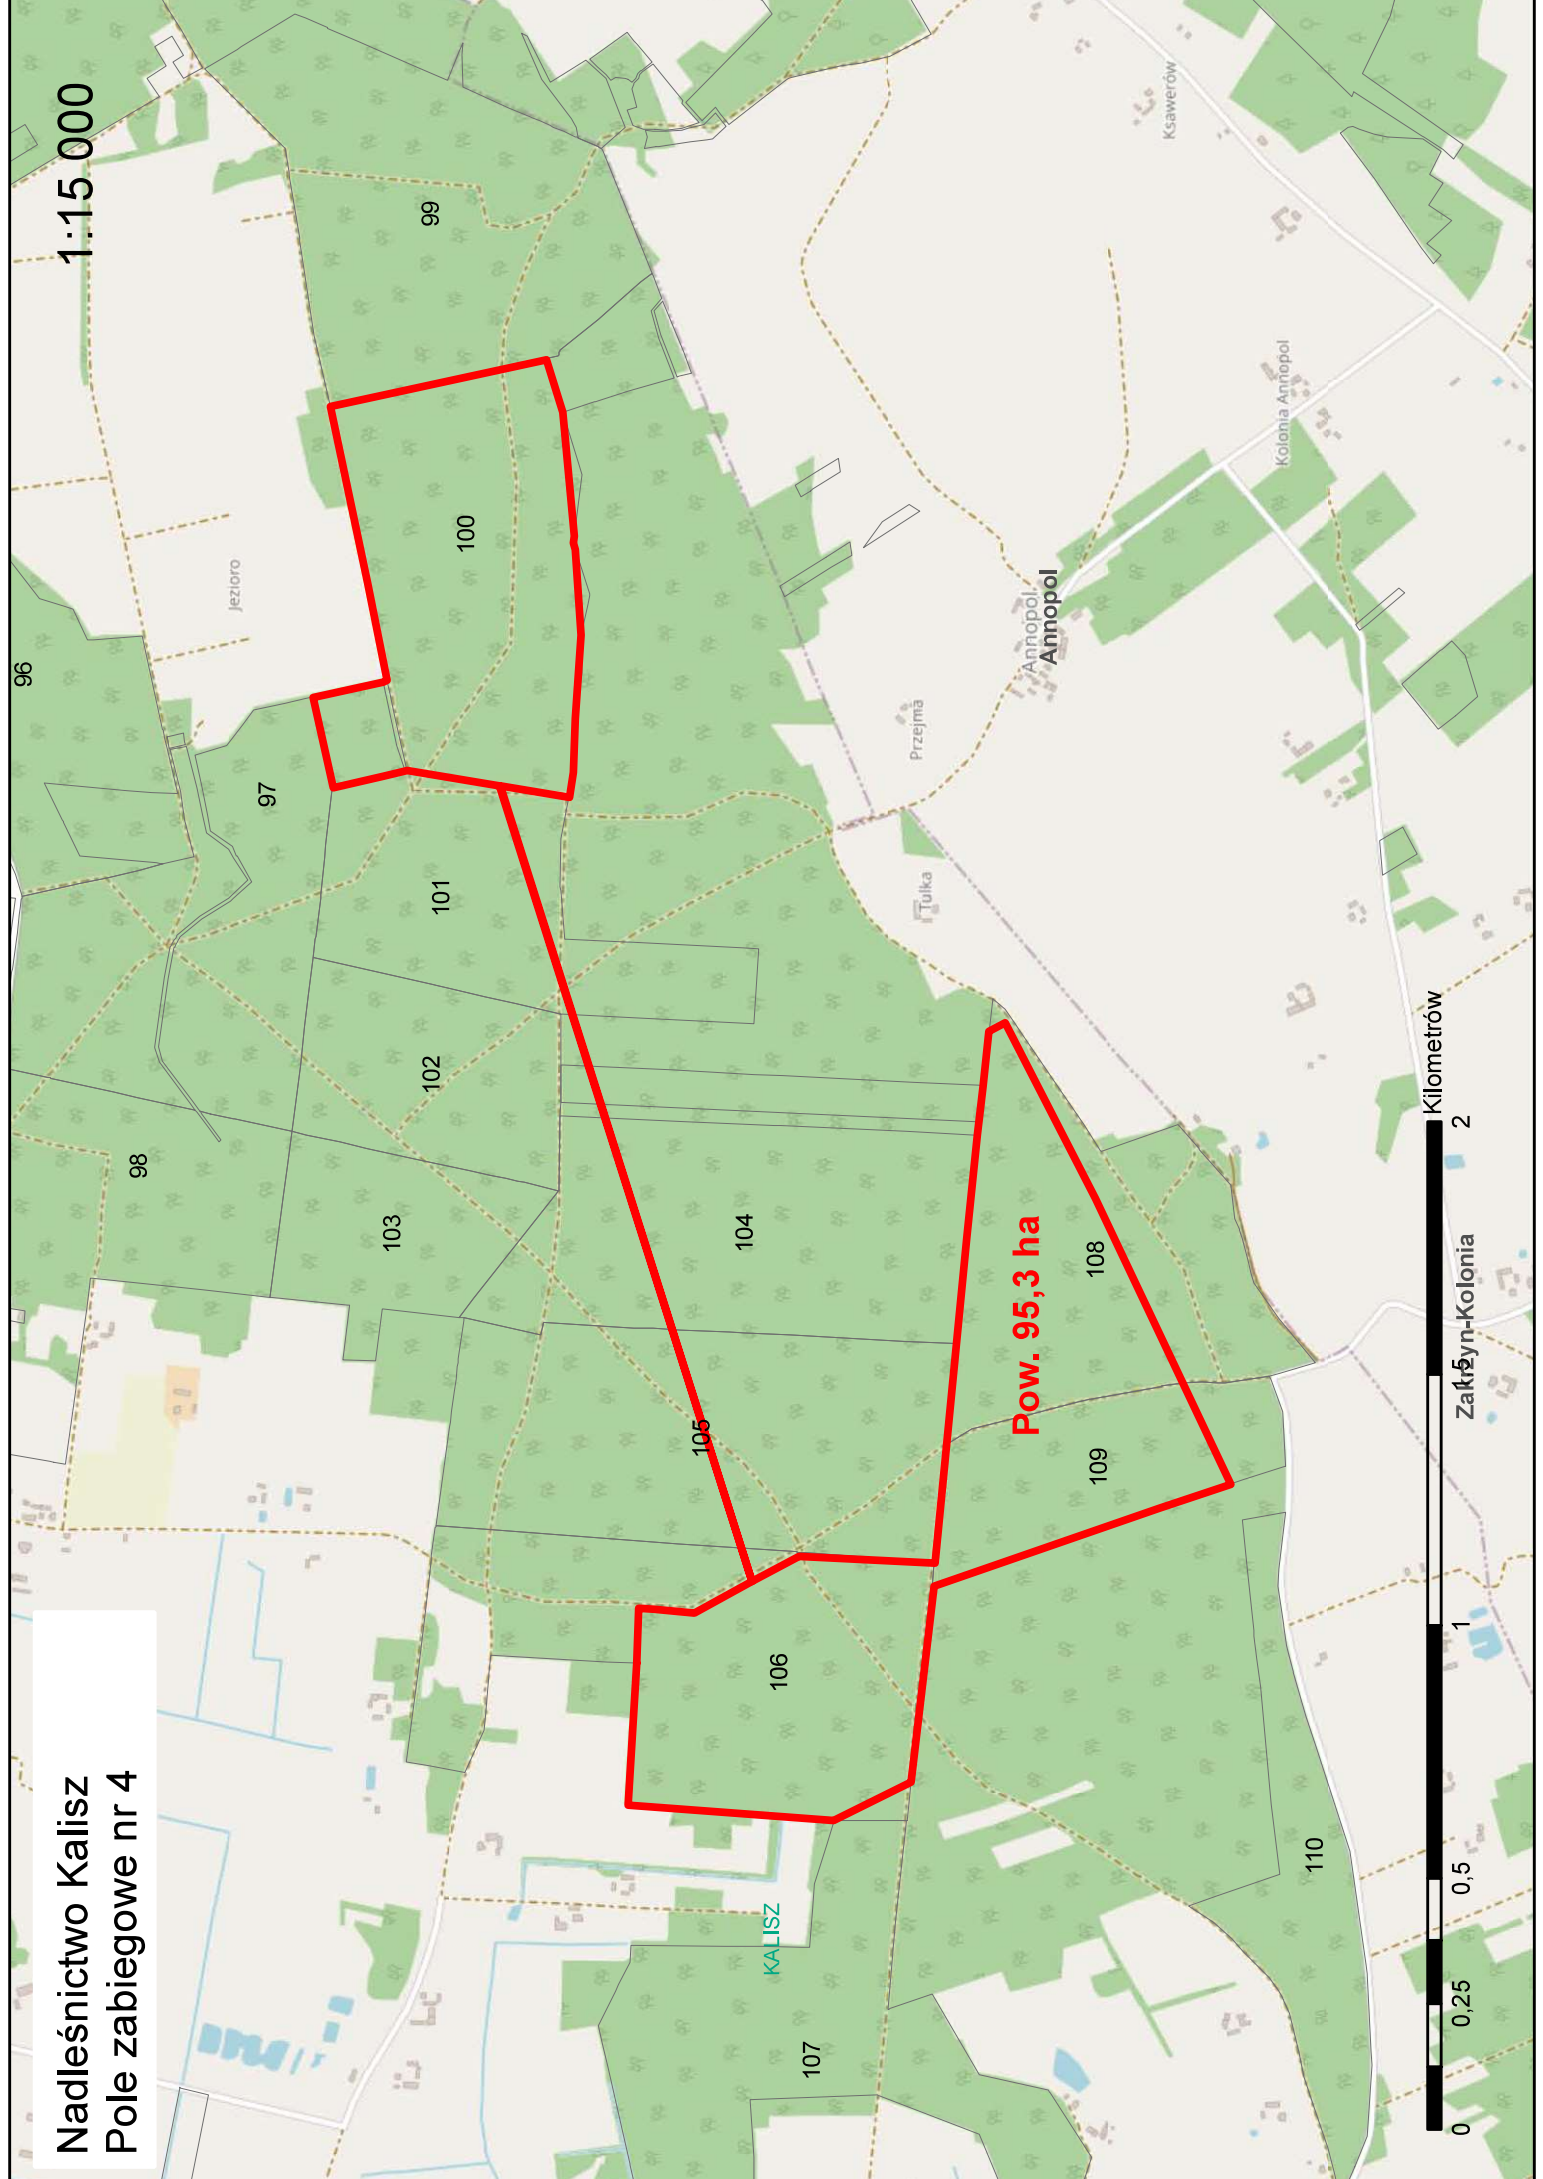 Nadleśnictwo Kalisz
Pole zabiegowe nr 4
1:15 000
96
97
98
99
100
101
102
103
104
105
106
107
108
109
110
Pow. 95,3 ha
KALISZ
Jezioro
Przejma
Tulka
Annopol
Annopol
Kolonia Annopol
Ksawerów
Zakrzyn-Kolonia
0
0,25
0,5
1
1,5
2
Kilometrów